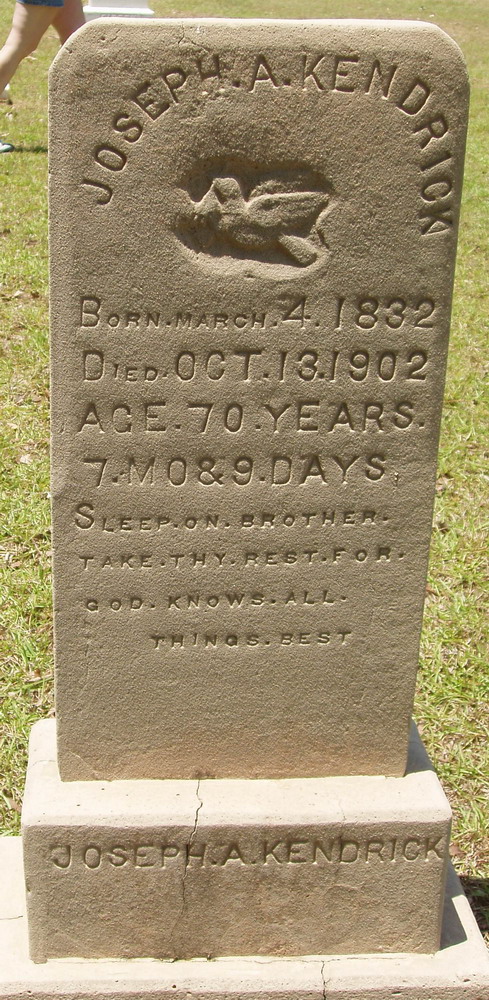 JOSEPH.A.KENDRICK
BORN.MARCH.4.1832
DIED.OCT.13.1902
AGE.70.YEARS.
7.MO&9.DAYS.
SLEEP.ON.BROTHER.
TAKE.THY.REST.FOR.
GOD.KNOWS.ALL.
THINGS.BEST
JOSEPH.A.KENDRICK